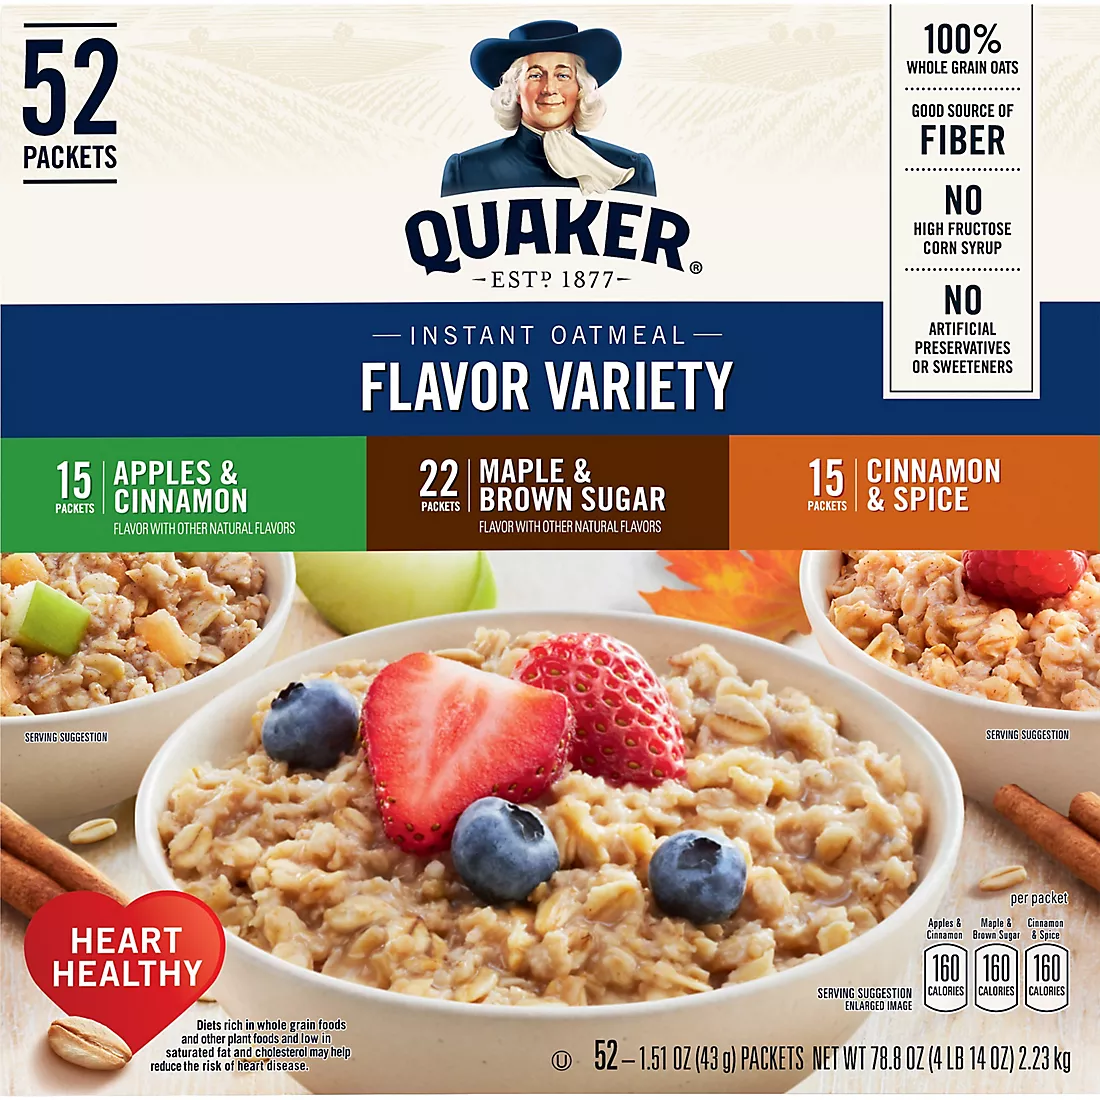 52
PACKETS
QUAKER®
ESTᴰ. 1877
100%
WHOLE GRAIN OATS
GOOD SOURCE OF
FIBER
NO
HIGH FRUCTOSE
CORN SYRUP
NO
ARTIFICIAL
PRESERVATIVES
OR SWEETENERS
INSTANT OATMEAL
FLAVOR VARIETY
15
PACKETS
APPLES &
CINNAMON
FLAVOR WITH OTHER NATURAL FLAVORS
22
PACKETS
MAPLE &
BROWN SUGAR
FLAVOR WITH OTHER NATURAL FLAVORS
15
PACKETS
CINNAMON
& SPICE
SERVING SUGGESTION
SERVING SUGGESTION
HEART
HEALTHY
Diets rich in whole grain foods
and other plant foods and low in
saturated fat and cholesterol may help
reduce the risk of heart disease.
per packet
Apples &
Cinnamon
160
CALORIES
Maple &
Brown Sugar
160
CALORIES
Cinnamon
& Spice
160
CALORIES
SERVING SUGGESTION
ENLARGED IMAGE
U 52 – 1.51 OZ (43 g) PACKETS NET WT 78.8 OZ (4 LB 14 OZ) 2.23 kg